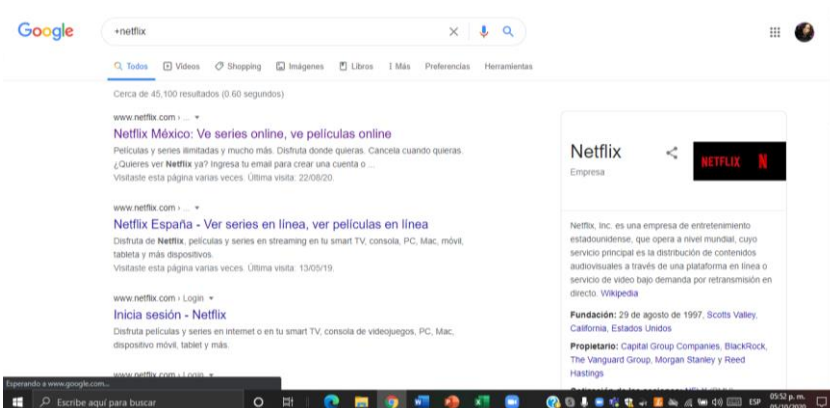 Google
+netflix
Todos Videos Shopping Imágenes Libros Más Preferencias Herramientas
Cerca de 45,100 resultados (0.60 segundos)
www.netflix.com › ...
Netflix México: Ve series online, ve películas online
Películas y series ilimitadas y mucho más. Disfruta donde quieras. Cancela cuando quieras.
¿Quieres ver Netflix ya? Ingresa tu email para crear una cuenta o ...
Visitaste esta página varias veces. Última visita: 22/08/20.
www.netflix.com › ...
Netflix España - Ver series en línea, ver películas en línea
Disfruta de Netflix, películas y series en streaming en tu smart TV, consola, PC, Mac, móvil,
tableta y más dispositivos.
Visitaste esta página varias veces. Última visita: 13/05/19.
www.netflix.com › Login
Inicia sesión - Netflix
Disfruta películas y series en internet o en tu smart TV, consola de videojuegos, PC, Mac,
dispositivo móvil, tablet y más.
www.netflix.com › Login
Netflix
Empresa
NETFLIX N
Netflix, Inc. es una empresa de entretenimiento
estadounidense, que opera a nivel mundial, cuyo
servicio principal es la distribución de contenidos
audiovisuales a través de una plataforma en línea o
servicio de video bajo demanda por retransmisión en
directo. Wikipedia
Fundación: 29 de agosto de 1997, Scotts Valley,
California, Estados Unidos
Propietario: Capital Group Companies, BlackRock,
The Vanguard Group, Morgan Stanley y Reed
Hastings
Esperando a www.google.com...
Escribe aquí para buscar
ESP
05:52 p. m.
05/10/2020